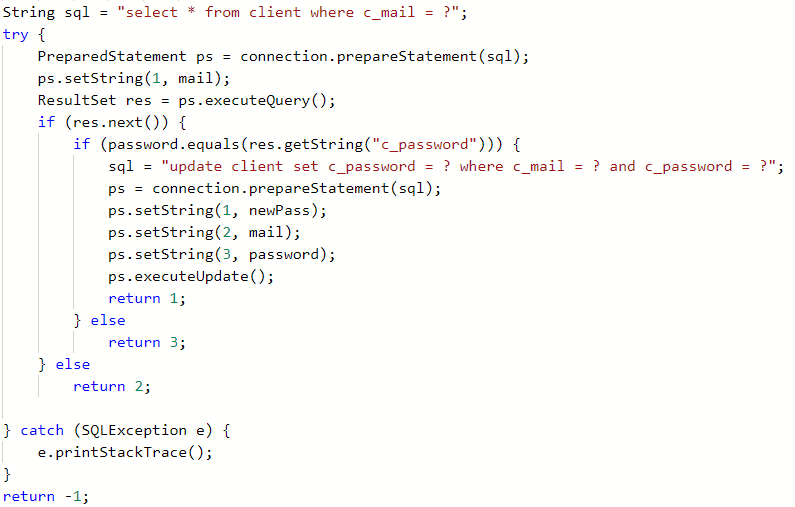 String sql = "select * from client where c_mail = ?";
try {
    PreparedStatement ps = connection.prepareStatement(sql);
    ps.setString(1, mail);
    ResultSet res = ps.executeQuery();
    if (res.next()) {
        if (password.equals(res.getString("c_password"))) {
            sql = "update client set c_password = ? where c_mail = ? and c_password = ?";
            ps = connection.prepareStatement(sql);
            ps.setString(1, newPass);
            ps.setString(2, mail);
            ps.setString(3, password);
            ps.executeUpdate();
            return 1;
        } else
            return 3;
    } else
        return 2;

} catch (SQLException e) {
    e.printStackTrace();
}
return -1;